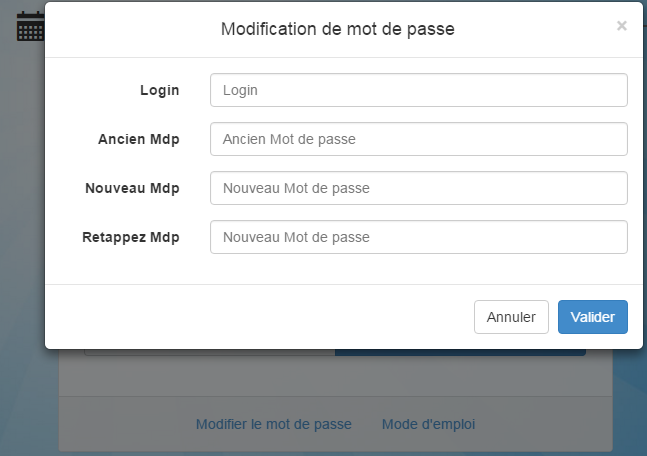 Modification de mot de passe ×
Login Login
Ancien Mdp Ancien Mot de passe
Nouveau Mdp Nouveau Mot de passe
Retappez Mdp Nouveau Mot de passe
Annuler Valider
Modifier le mot de passe Mode d'emploi